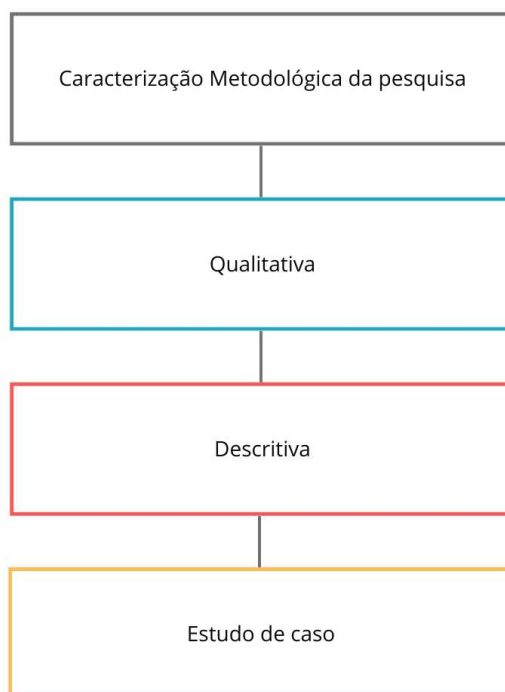 Caracterização Metodológica da pesquisa
Qualitativa
Descritiva
Estudo de caso